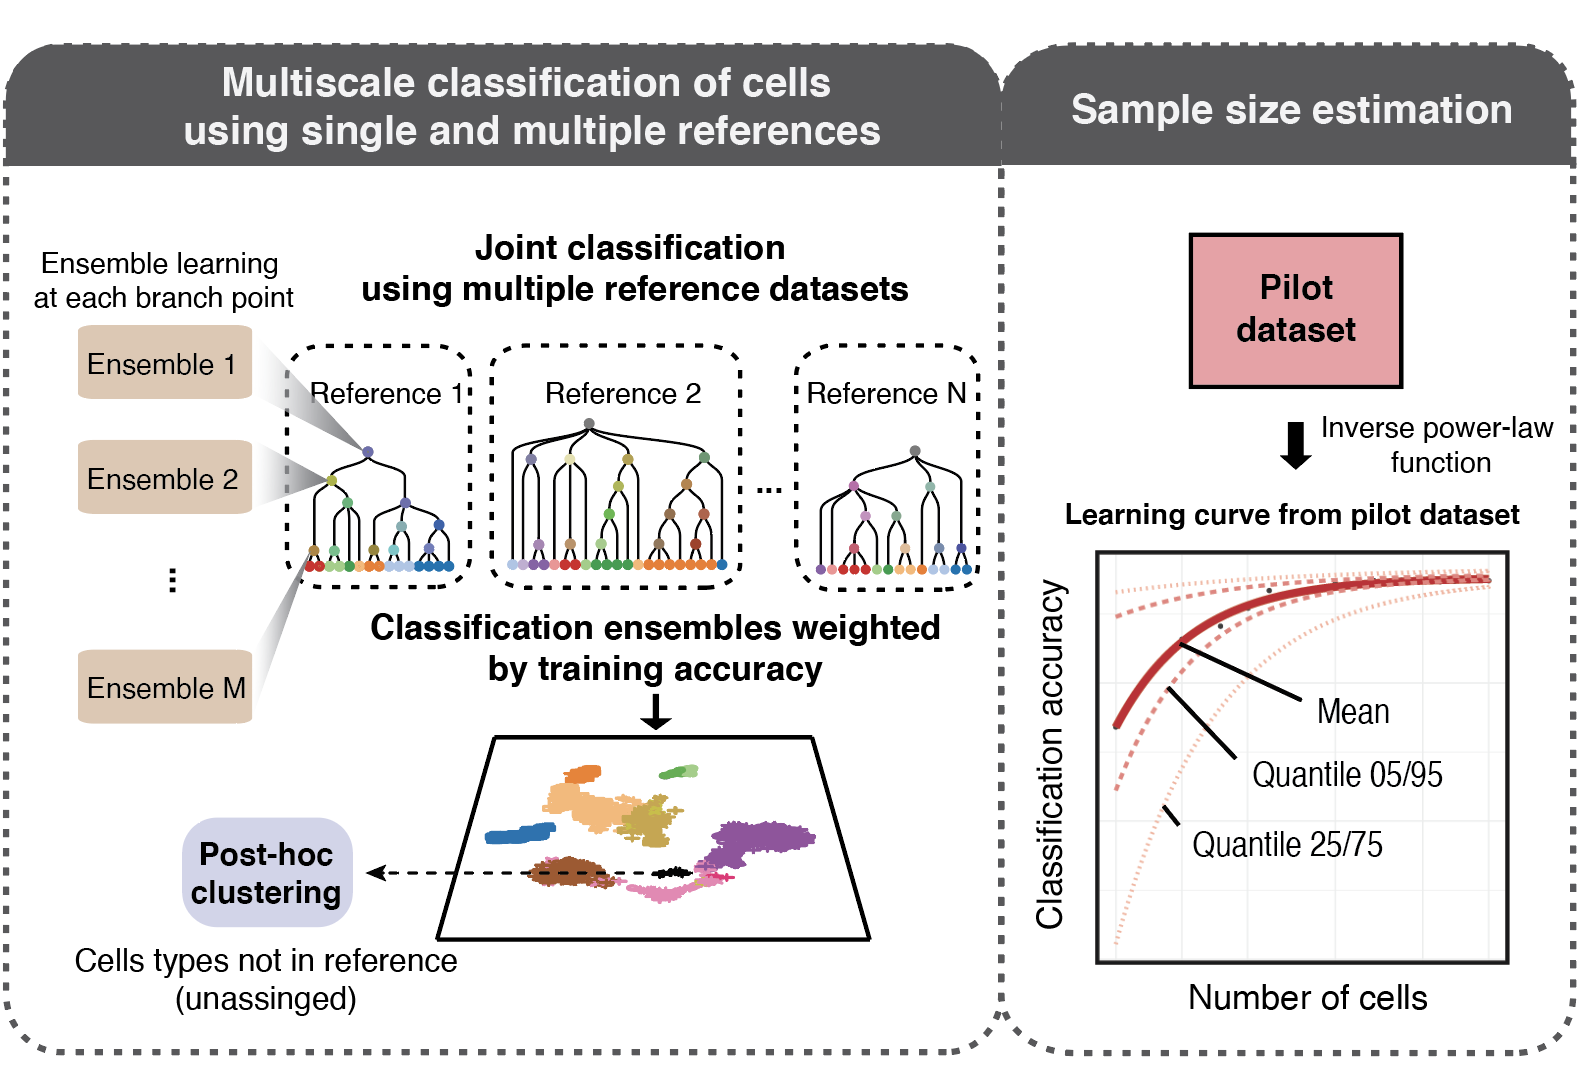 Multiscale classification of cells
using single and multiple references
Ensemble learning
at each branch point
Joint classification
using multiple reference datasets
Ensemble 1
Ensemble 2
...
Ensemble M
Reference 1
Reference 2
...
Reference N
Classification ensembles weighted
by training accuracy
Post-hoc
clustering
Cells types not in reference
(unassinged)
Sample size estimation
Pilot
dataset
Inverse power-law
function
Learning curve from pilot dataset
Classification accuracy
Mean
Quantile 05/95
Quantile 25/75
Number of cells